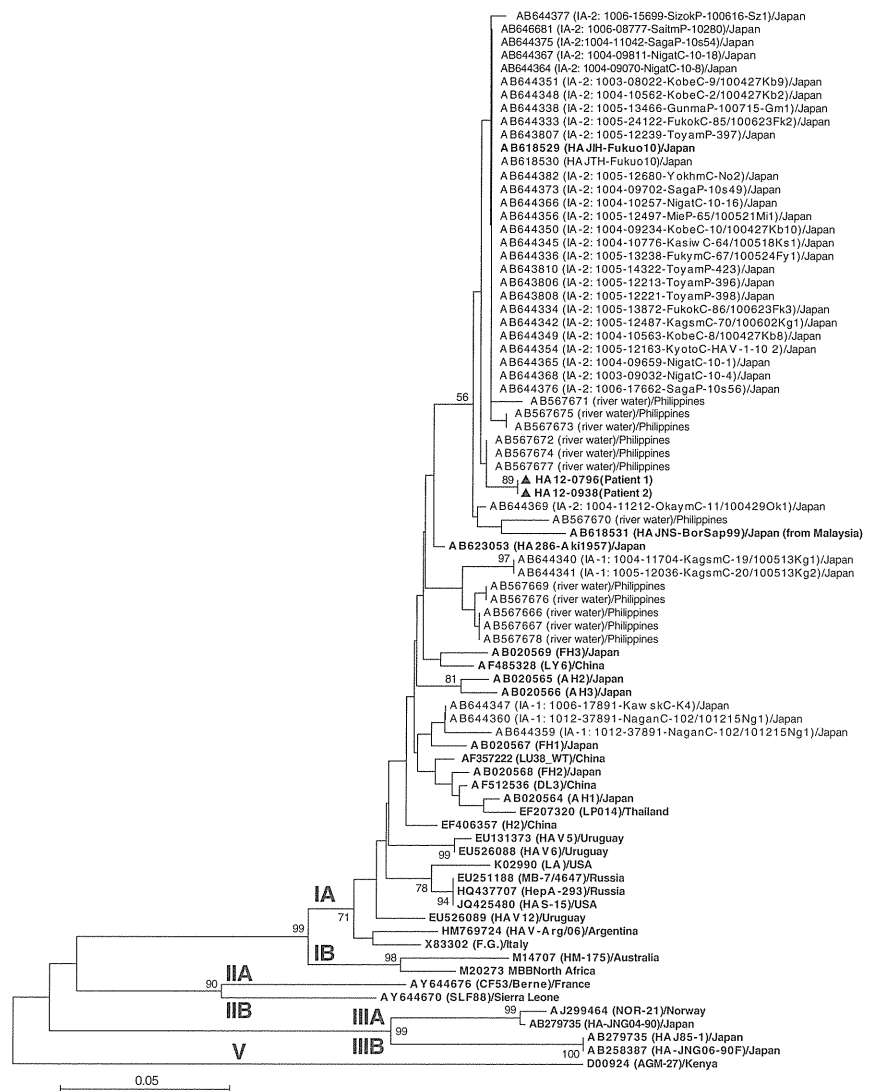 AB644377 (IA-2: 1006-15699-SizokP-100616-Sz1)/Japan
AB646681 (IA-2: 1006-08777-SaitmP-10280)/Japan
AB644375 (IA-2:1004-11042-SagaP-10s54)/Japan
AB644367 (IA-2: 1004-09811-NigatC-10-18)/Japan
AB644364 (IA-2: 1004-09070-NigatC-10-8)/Japan
AB644351 (IA-2: 1003-08022-KobeC-9/100427Kb9)/Japan
AB644348 (IA-2: 1004-10562-KobeC-2/100427Kb2)/Japan
AB644338 (IA-2: 1005-13466-GunmaP-100715-Gm1)/Japan
AB644333 (IA-2: 1005-24122-FukokC-85/100623Fk2)/Japan
AB643807 (IA-2: 1005-12239-ToyamP-397)/Japan
AB618529 (HAJIH-Fukuo10)/Japan
AB618530 (HAJTH-Fukuo10)/Japan
AB644382 (IA-2: 1005-12680-YokhmC-No2)/Japan
AB644373 (IA-2: 1004-09702-SagaP-10s49)/Japan
AB644366 (IA-2: 1004-10257-NigatC-10-16)/Japan
AB644356 (IA-2: 1005-12497-MieP-65/100521Mi1)/Japan
AB644350 (IA-2: 1004-09234-KobeC-10/100427Kb10)/Japan
AB644345 (IA-2: 1004-10776-Kasiw C-64/100518Ks1)/Japan
AB644336 (IA-2: 1005-13238-FukymC-67/100524Fy1)/Japan
AB643810 (IA-2: 1005-14322-ToyamP-423)/Japan
AB643806 (IA-2: 1005-12213-ToyamP-396)/Japan
AB643808 (IA-2: 1005-12221-ToyamP-398)/Japan
AB644334 (IA-2: 1005-13872-FukokC-86/100623Fk3)/Japan
AB644342 (IA-2: 1005-12487-KagsmC-70/100602Kg1)/Japan
AB644349 (IA-2: 1004-10563-KobeC-8/100427Kb8)/Japan
AB644354 (IA-2: 1005-12163-KyotoC-HAV-1-10 2)/Japan
AB644365 (IA-2: 1004-09659-NigatC-10-1)/Japan
AB644368 (IA-2: 1003-09032-NigatC-10-4)/Japan
AB644376 (IA-2: 1006-17662-SagaP-10s56)/Japan
56
AB567671 (river water)/Philippines
AB567675 (river water)/Philippines
AB567673 (river water)/Philippines
AB567672 (river water)/Philippines
AB567674 (river water)/Philippines
AB567677 (river water)/Philippines
89 HA12-0796(Patient 1)
HA12-0938(Patient 2)
AB644369 (IA-2: 1004-11212-OkaymC-11/100429Ok1)/Japan
AB567670 (river water)/Philippines
AB618531 (HAJNS-BorSap99)/Japan (from Malaysia)
AB623053 (HA286-Aki1957)/Japan
97 AB644340 (IA-1: 1004-11704-KagsmC-19/100513Kg1)/Japan
AB644341 (IA-1: 1005-12036-KagsmC-20/100513Kg2)/Japan
AB567669 (river water)/Philippines
AB567676 (river water)/Philippines
AB567666 (river water)/Philippines
AB567667 (river water)/Philippines
AB567678 (river water)/Philippines
AB020569 (FH3)/Japan
AF485328 (LY6)/China
81 AB020565 (AH2)/Japan
AB020566 (AH3)/Japan
AB644347 (IA-1: 1006-17891-Kaw skC-K4)/Japan
AB644360 (IA-1: 1012-37891-NaganC-102/101215Ng1)/Japan
AB644359 (IA-1: 1012-37891-NaganC-102/101215Ng1)/Japan
AB020567 (FH1)/Japan
AF357222 (LU38_WT)/China
AB020568 (FH2)/Japan
AF512536 (DL3)/China
AB020564 (AH1)/Japan
EF207320 (LP014)/Thailand
EF406357 (H2)/China
EU131373 (HAV5)/Uruguay
99 EU526088 (HAV6)/Uruguay
K02990 (LA)/USA
78 EU251188 (MB-7/4647)/Russia
HQ437707 (HepA-293)/Russia
94 JQ425480 (HAS-15)/USA
IA
71 EU526089 (HAV12)/Uruguay
99 HM769724 (HAV-Arg/06)/Argentina
X83302 (F.G.)/Italy
IB
98 M14707 (HM-175)/Australia
M20273 MBBNorth Africa
IIA
90 AY644676 (CF53/Berne)/France
AY644670 (SLF88)/Sierra Leone
IIB
IIIA
99 AJ299464 (NOR-21)/Norway
AB279735 (HA-JNG04-90)/Japan
99
IIIB
AB279735 (HAJ85-1)/Japan
100 AB258387 (HA-JNG06-90F)/Japan
V
D00924 (AGM-27)/Kenya
0.05